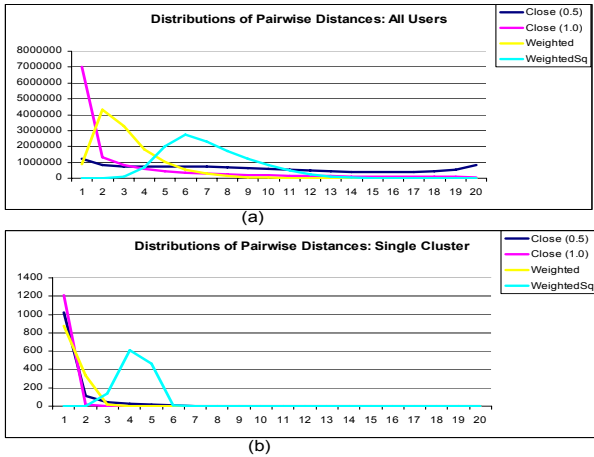 Distributions of Pairwise Distances: All Users
Close (0.5)
Close (1.0)
Weighted
WeightedSq
8000000
7000000
6000000
5000000
4000000
3000000
2000000
1000000
0
1 2 3 4 5 6 7 8 9 10 11 12 13 14 15 16 17 18 19 20
(a)
Distributions of Pairwise Distances: Single Cluster
Close (0.5)
Close (1.0)
Weighted
WeightedSq
1400
1200
1000
800
600
400
200
0
1 2 3 4 5 6 7 8 9 10 11 12 13 14 15 16 17 18 19 20
(b)